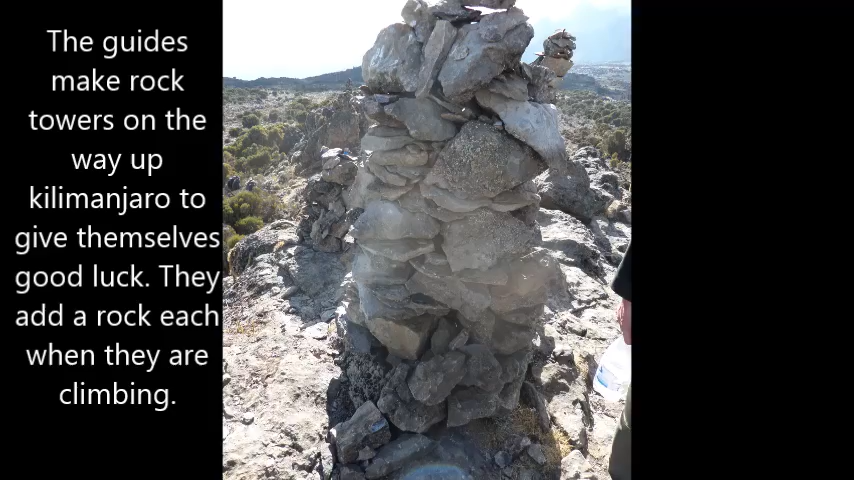 The guides
make rock
towers on the
way up
kilimanjaro to
give themselves
good luck. They
add a rock each
when they are
climbing.